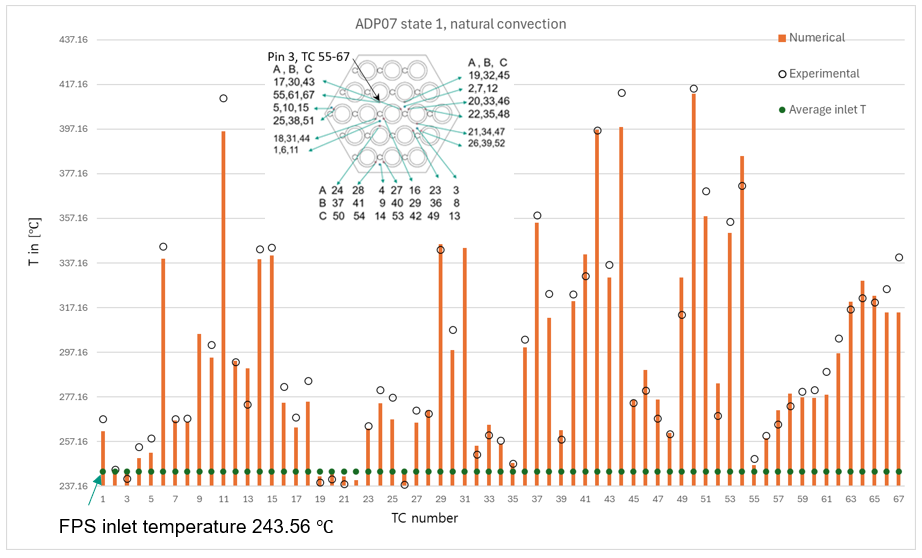 ADP07 state 1, natural convection
437.16
417.16
397.16
377.16
357.16
337.16
317.16
297.16
277.16
257.16
237.16
T in [℃]
Numerical
Experimental
Average inlet T
Pin 3, TC 55-67
A , B, C
17,30,43
55,61,67
5,10,15
25,38,51
18,31,44
1,6,11
A , B, C
19,32,45
2,7,12
20,33,46
22,35,48
21,34,47
26,39,52
A 24 28 4 27 16 23 3
B 37 41 9 40 29 36 8
C 50 54 14 53 42 49 13
1 3 5 7 9 11 13 15 17 19 21 23 25 27 29 31 33 35 37 39 41 43 45 47 49 51 53 55 57 59 61 63 65 67
TC number
FPS inlet temperature 243.56 ℃